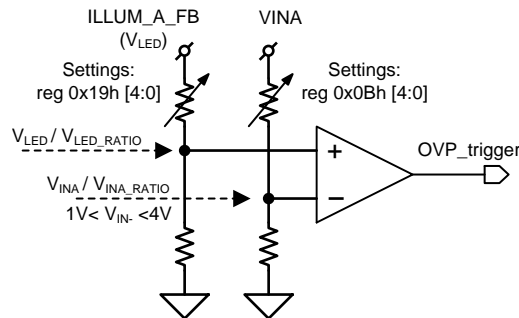 ILLUM_A_FB
(VLED)
VINA
Settings:
reg 0x19h [4:0]
Settings:
reg 0x0Bh [4:0]
VLED / VLED_RATIO
+
OVP_trigger
VINA / VINA_RATIO
1V< VIN- <4V
−